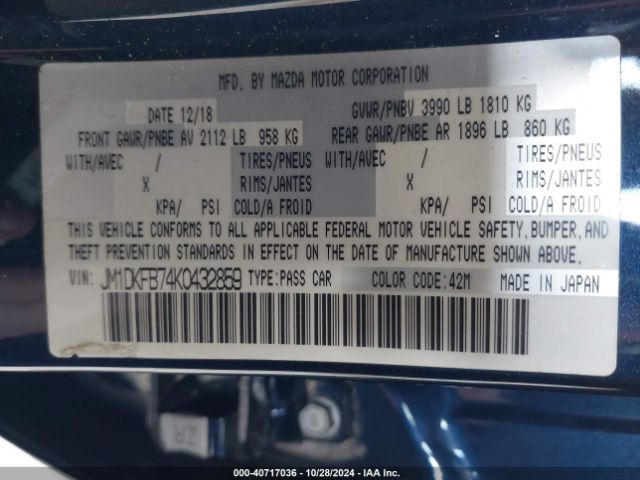 MFD. BY MAZDA MOTOR CORPORATION
DATE 12/18 GVWR/PNBV 3990 LB 1810 KG
FRONT GAWR/PNBE AV 2112 LB 958 KG REAR GAWR/PNBE AR 1896 LB 860 KG
WITH/AVEC / TIRES/PNEUS WITH/AVEC / TIRES/PNEUS
X RIMS/JANTES X RIMS/JANTES
KPA/ PSI COLD/A FROID KPA/ PSI COLD/A FROID
THIS VEHICLE CONFORMS TO ALL APPLICABLE FEDERAL MOTOR VEHICLE SAFETY, BUMPER, AND
THEFT PREVENTION STANDARDS IN EFFECT ON THE DATE OF MANUFACTURE SHOWN ABOVE.
VIN: JM1DKFB74K0432859 TYPE: PASS CAR COLOR CODE: 42M MADE IN JAPAN
ZR
000-40717036 - 10/28/2024 - IAA Inc.